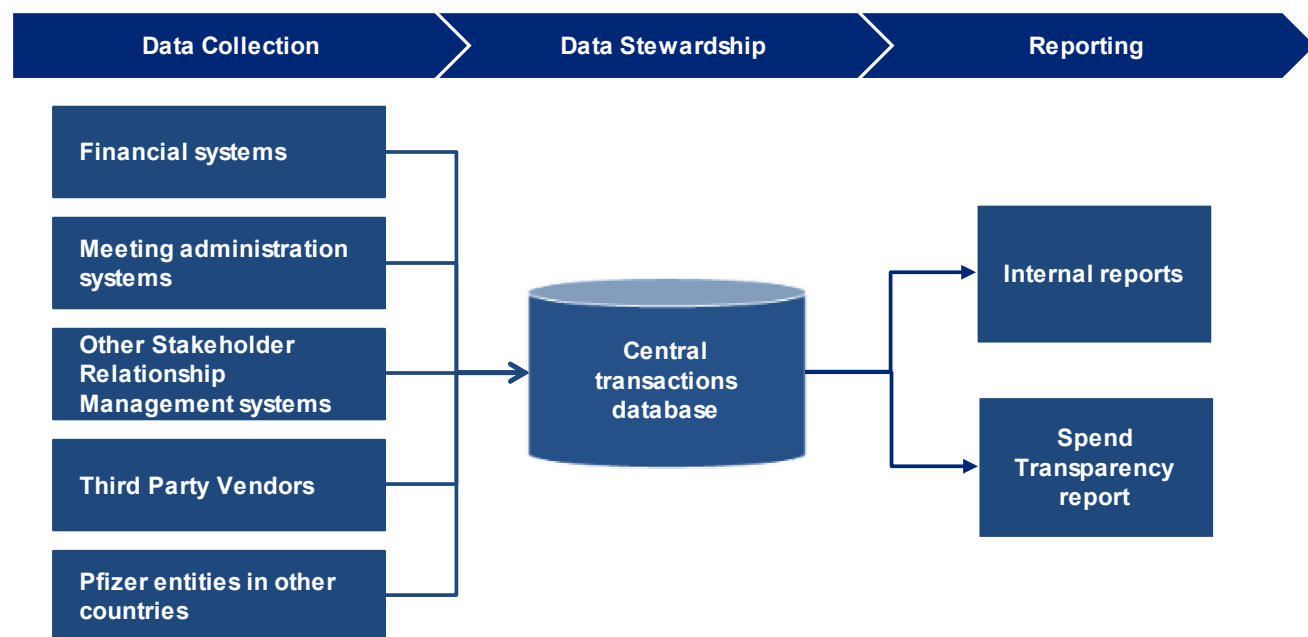 Data Collection
Data Stewardship
Reporting
Financial systems
Meeting administration
systems
Other Stakeholder
Relationship
Management systems
Third Party Vendors
Pfizer entities in other
countries
Central
transactions
database
Internal reports
Spend
Transparency
report